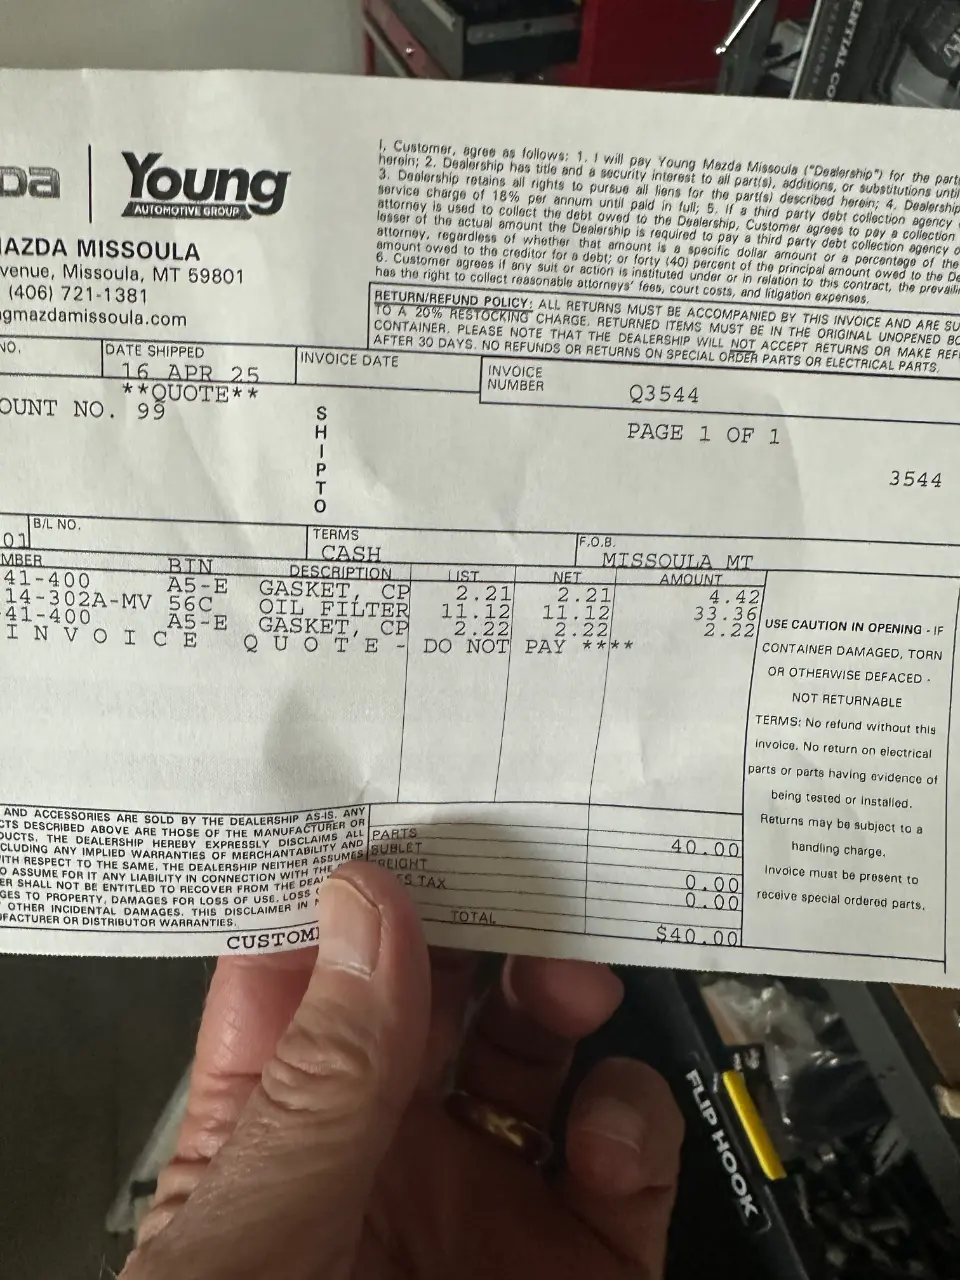 Young
AUTOMOTIVE GROUP
MAZDA MISSOULA
venue, Missoula, MT 59801
(406) 721-1381
gmazdamissoula.com
I, Customer, agree as follows: 1. I will pay Young Mazda Missoula ("Dealership") for the part
herein; 2. Dealership has title and a security interest to all part(s), additions, or substitutions until
3. Dealership retains all rights to pursue all liens for the part(s) described herein; 4. Dealership
service charge of 18% per annum until paid in full; 5. If a third party debt collection agency
attorney is used to collect the debt owed to the Dealership, Customer agrees to pay a collection
lesser of the actual amount the Dealership is required to pay a third party debt collection agency o
attorney, regardless of whether that amount is a specific dollar amount or a percentage of the
amount owed to the creditor for a debt; or forty (40) percent of the principal amount owed to the De
6. Customer agrees if any suit or action is instituted under or in relation to this contract, the prevaili
has the right to collect reasonable attorneys' fees, court costs, and litigation expenses.
RETURN/REFUND POLICY: ALL RETURNS MUST BE ACCOMPANIED BY THIS INVOICE AND ARE SU
TO A 20% RESTOCKING CHARGE. RETURNED ITEMS MUST BE IN THE ORIGINAL UNOPENED BO
CONTAINER. PLEASE NOTE THAT THE DEALERSHIP WILL NOT ACCEPT RETURNS OR MAKE REF
AFTER 30 DAYS. NO REFUNDS OR RETURNS ON SPECIAL ORDER PARTS OR ELECTRICAL PARTS.
NO.
DATE SHIPPED
16 APR 25
INVOICE DATE
INVOICE
NUMBER
Q3544
**QUOTE**
OUNT NO. 99
SHIP TO
PAGE 1 OF 1
3544
01
B/L NO.
TERMS
CASH
F.O.B.
MISSOULA MT
MBER BIN DESCRIPTION LIST NET AMOUNT
41-400 A5-E GASKET, CP 2.21 2.21 4.42
14-302A-MV 56C OIL FILTER 11.12 11.12 33.36
-41-400 A5-E GASKET, CP 2.22 2.22 2.22
I N V O I C E Q U O T E - DO NOT PAY ****
USE CAUTION IN OPENING - IF
CONTAINER DAMAGED, TORN
OR OTHERWISE DEFACED -
NOT RETURNABLE
TERMS: No refund without this
invoice. No return on electrical
parts or parts having evidence of
being tested or installed.
Returns may be subject to a
handling charge.
Invoice must be present to
receive special ordered parts.
AND ACCESSORIES ARE SOLD BY THE DEALERSHIP AS-IS. ANY
CTS DESCRIBED ABOVE ARE THOSE OF THE MANUFACTURER OR
DUCTS. THE DEALERSHIP HEREBY EXPRESSLY DISCLAIMS ALL
CLUDING ANY IMPLIED WARRANTIES OF MERCHANTABILITY AND
ITH RESPECT TO THE SAME. THE DEALERSHIP NEITHER ASSUMES
O ASSUME FOR IT ANY LIABILITY IN CONNECTION WITH THE
ER SHALL NOT BE ENTITLED TO RECOVER FROM THE DEA
GES TO PROPERTY, DAMAGES FOR LOSS OF USE, LOSS
OTHER INCIDENTAL DAMAGES. THIS DISCLAIMER IN
FACTURER OR DISTRIBUTOR WARRANTIES.
CUSTOM
PARTS 40.00
SUBLET
FREIGHT 0.00
ES TAX 0.00
TOTAL $40.00
FLIP HOOK